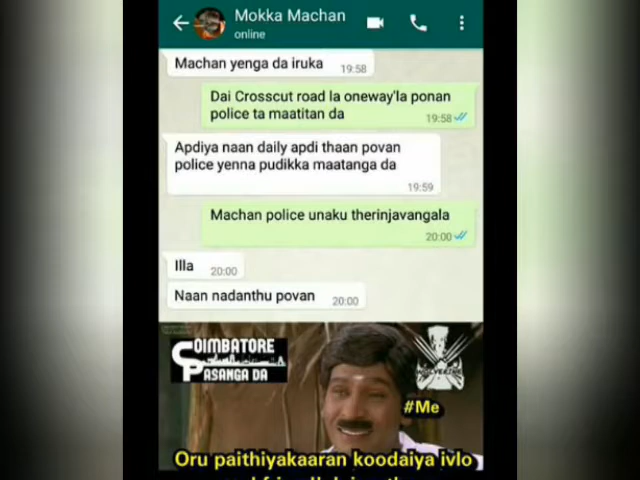 Mokka Machan
online
Machan yenga da iruka
19:58
Dai Crosscut road la oneway'la ponan
police ta maatitan da
19:58
Apdiya naan daily apdi thaan povan
police yenna pudikka maatanga da
19:59
Machan police unaku therinjavangala
20:00
Illa
20:00
Naan nadanthu povan
20:00
COIMBATORE
PASANGA DA
#Me
Oru paithiyakaaran koodaiya ivlo